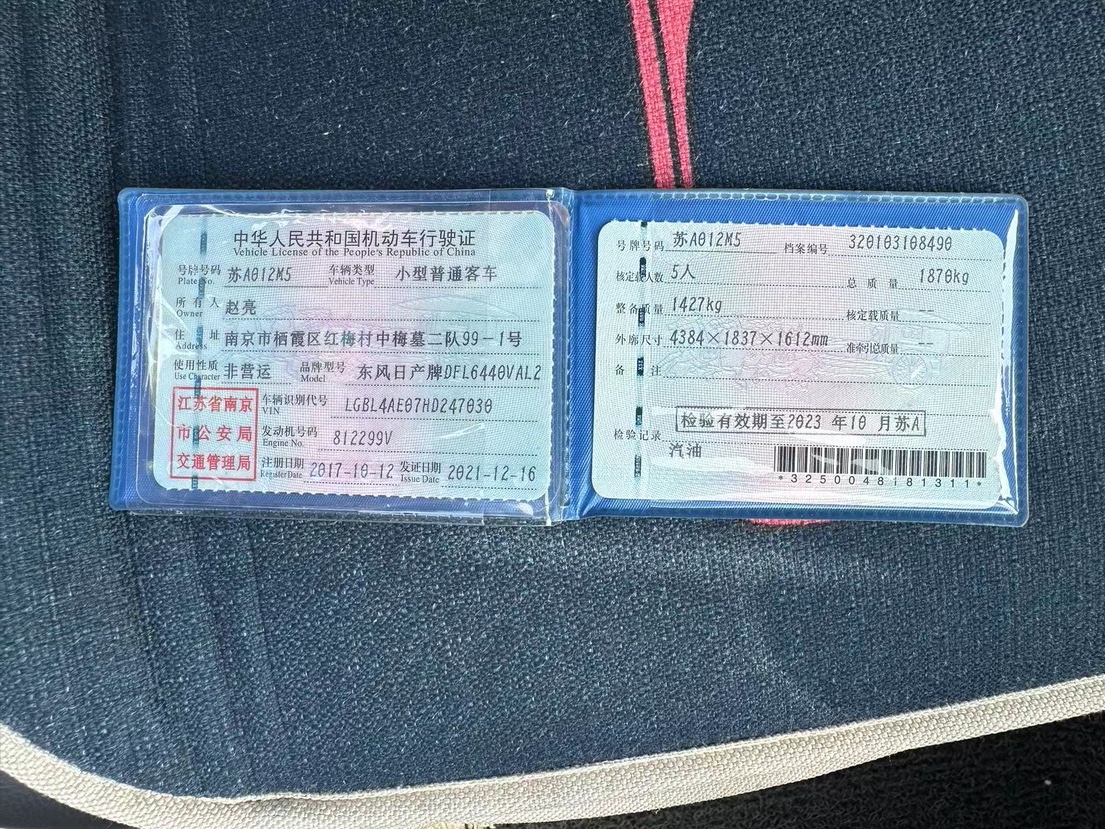 中华人民共和国机动车行驶证
Vehicle License of the People's Republic of China
号牌号码 苏A012M5 车辆类型 小型普通客车
Plate No. Vehicle Type
所有人 赵亮
Owner
住址 南京市栖霞区红梅村中梅墓二队99－1号
Address
使用性质 非营运 品牌型号 东风日产牌DFL6440VAL2
Use Character Model
江苏省南京
市公安局
交通管理局
车辆识别代号 LGBL4AE07HD247030
VIN
发动机号码 812299V
Engine No.
注册日期 2017-10-12 发证日期 2021-12-16
Register Date Issue Date
号牌号码 苏A012M5 档案编号 320103108490
核定载人数 5人 总质量 1870kg
整备质量 1427kg 核定载质量 --
外廓尺寸 4384×1837×1612mm 准牵引总质量 --
备注
检验有效期至2023 年10 月苏A
检验记录
汽油
*3250048181311*